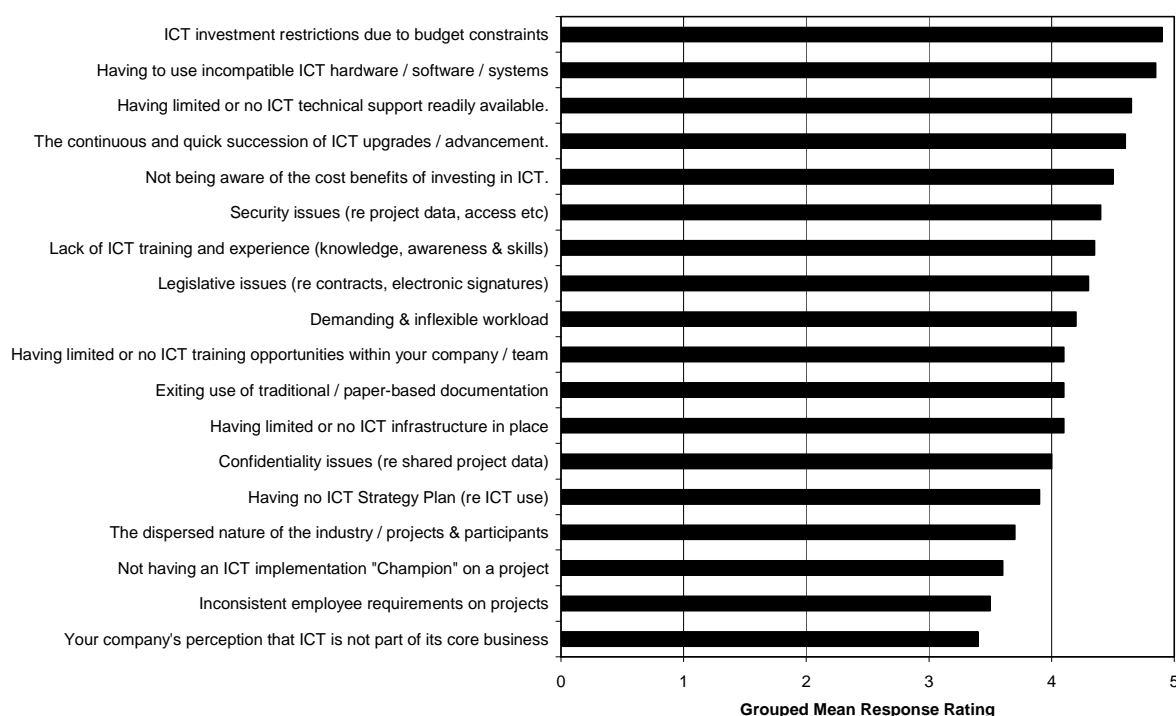 ICT investment restrictions due to budget constraints
Having to use incompatible ICT hardware / software / systems
Having limited or no ICT technical support readily available.
The continuous and quick succession of ICT upgrades / advancement.
Not being aware of the cost benefits of investing in ICT.
Security issues (re project data, access etc)
Lack of ICT training and experience (knowledge, awareness & skills)
Legislative issues (re contracts, electronic signatures)
Demanding & inflexible workload
Having limited or no ICT training opportunities within your company / team
Exiting use of traditional / paper-based documentation
Having limited or no ICT infrastructure in place
Confidentiality issues (re shared project data)
Having no ICT Strategy Plan (re ICT use)
The dispersed nature of the industry / projects & participants
Not having an ICT implementation "Champion" on a project
Inconsistent employee requirements on projects
Your company's perception that ICT is not part of its core business
0 1 2 3 4 5
Grouped Mean Response Rating